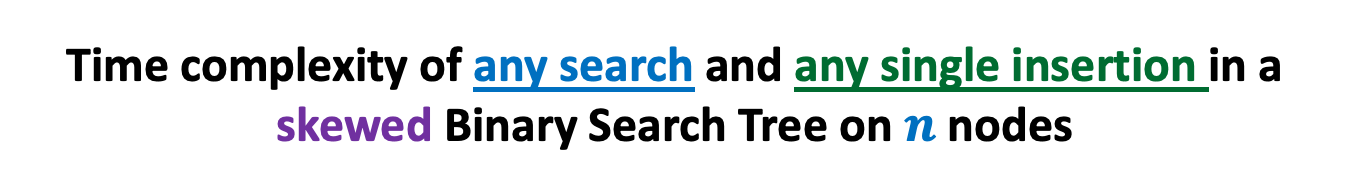 Time complexity of any search and any single insertion in a
skewed Binary Search Tree on n nodes